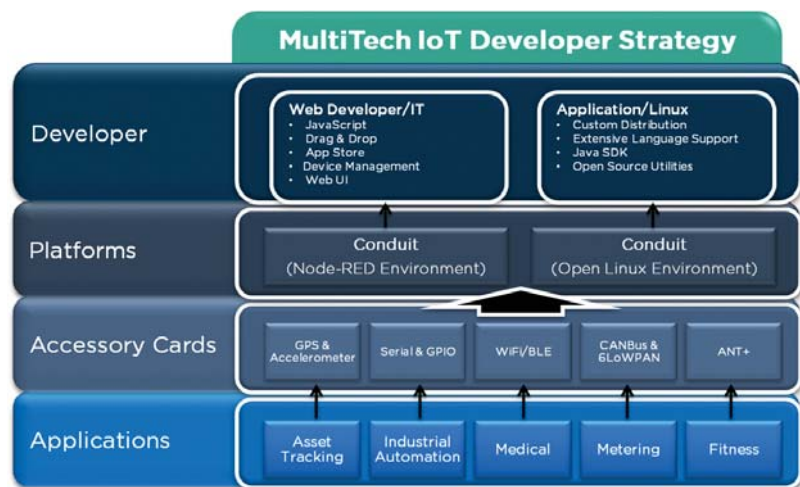 MultiTech IoT Developer Strategy
Developer
Web Developer/IT
• JavaScript
• Drag & Drop
• App Store
• Device Management
• Web UI
Application/Linux
• Custom Distribution
• Extensive Language Support
• Java SDK
• Open Source Utilities
Platforms
Conduit
(Node-RED Environment)
Conduit
(Open Linux Environment)
Accessory Cards
GPS &
Accelerometer
Serial & GPIO
WiFi/BLE
CANBus &
6LoWPAN
ANT+
Applications
Asset
Tracking
Industrial
Automation
Medical
Metering
Fitness